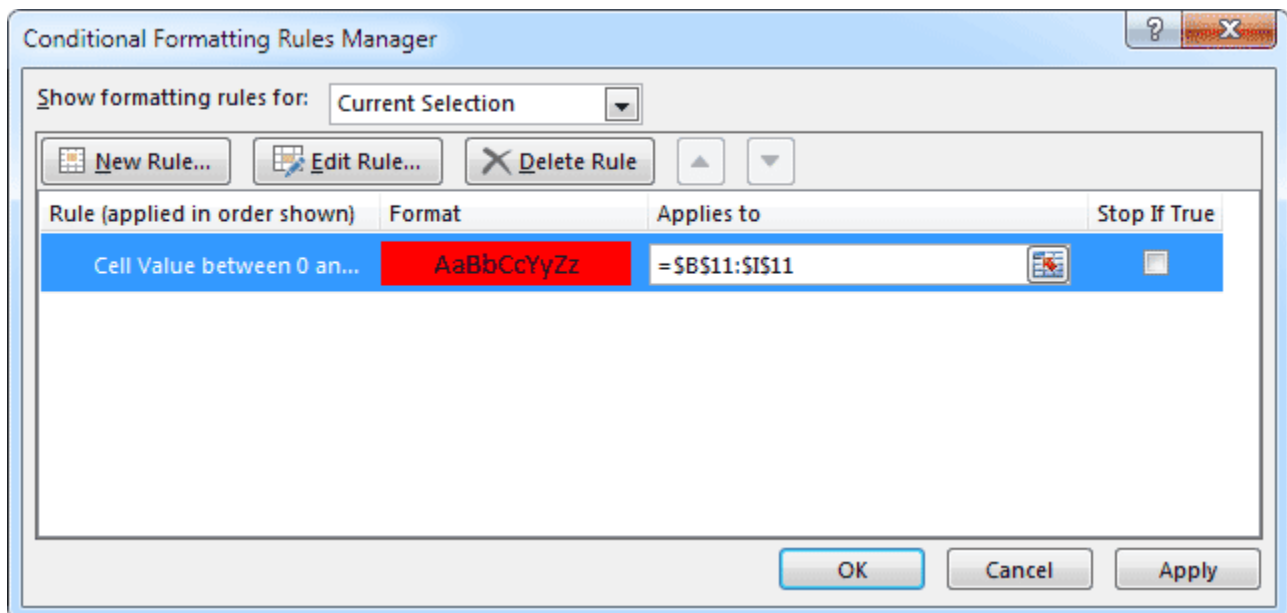 Conditional Formatting Rules Manager
?
Show formatting rules for: Current Selection
New Rule... Edit Rule... Delete Rule
Rule (applied in order shown) Format Applies to Stop If True
Cell Value between 0 an... AaBbCcYyZz =$B$11:$I$11
OK Cancel Apply